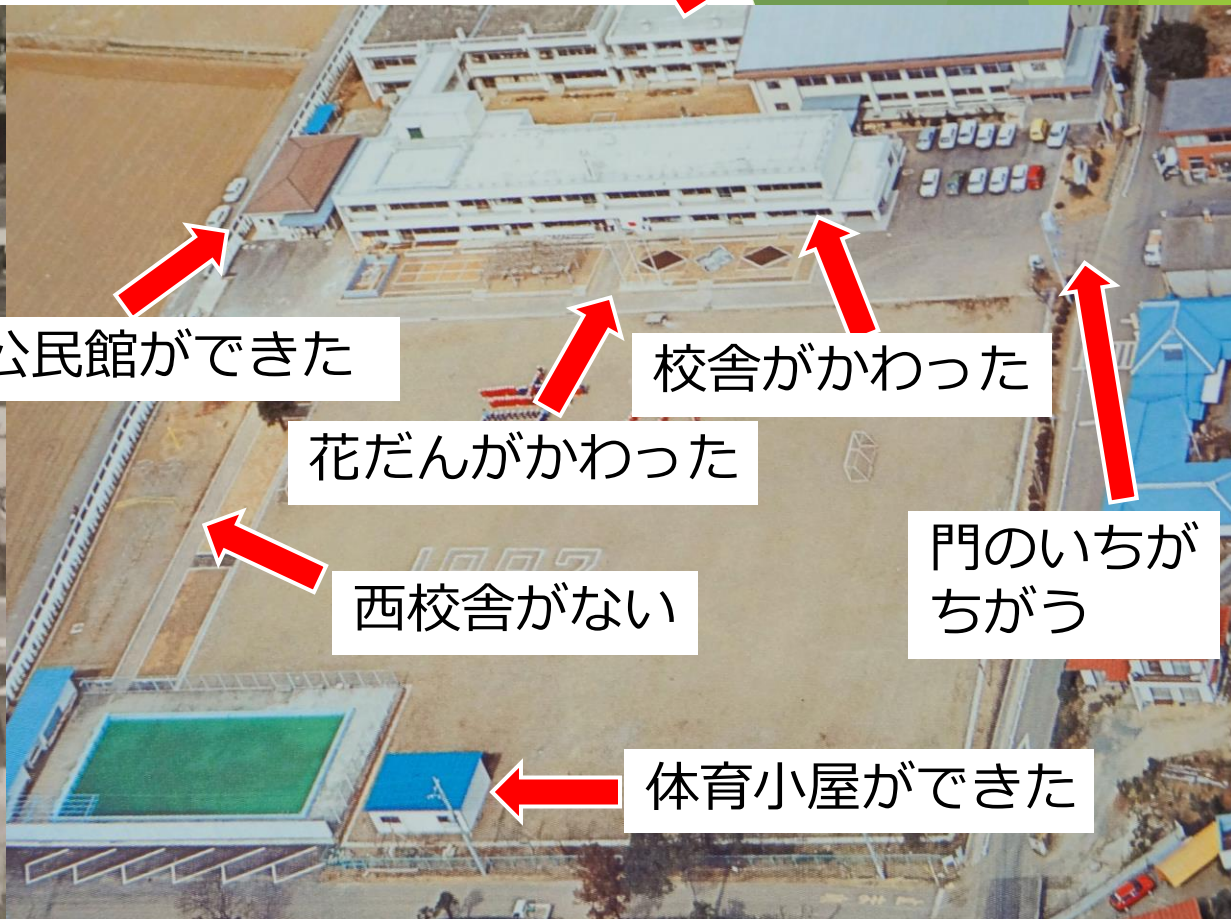 公民館ができた
校舎がかわった
花だんがかわった
門のいちが
ちがう
西校舎がない
体育小屋ができた